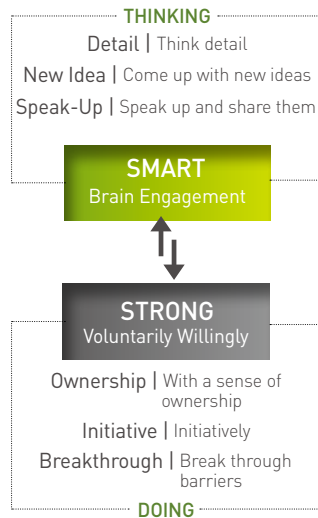 THINKING
Detail | Think detail
New Idea | Come up with new ideas
Speak-Up | Speak up and share them
SMART
Brain Engagement
STRONG
Voluntarily Willingly
Ownership | With a sense of
ownership
Initiative | Initiatively
Breakthrough | Break through
barriers
DOING